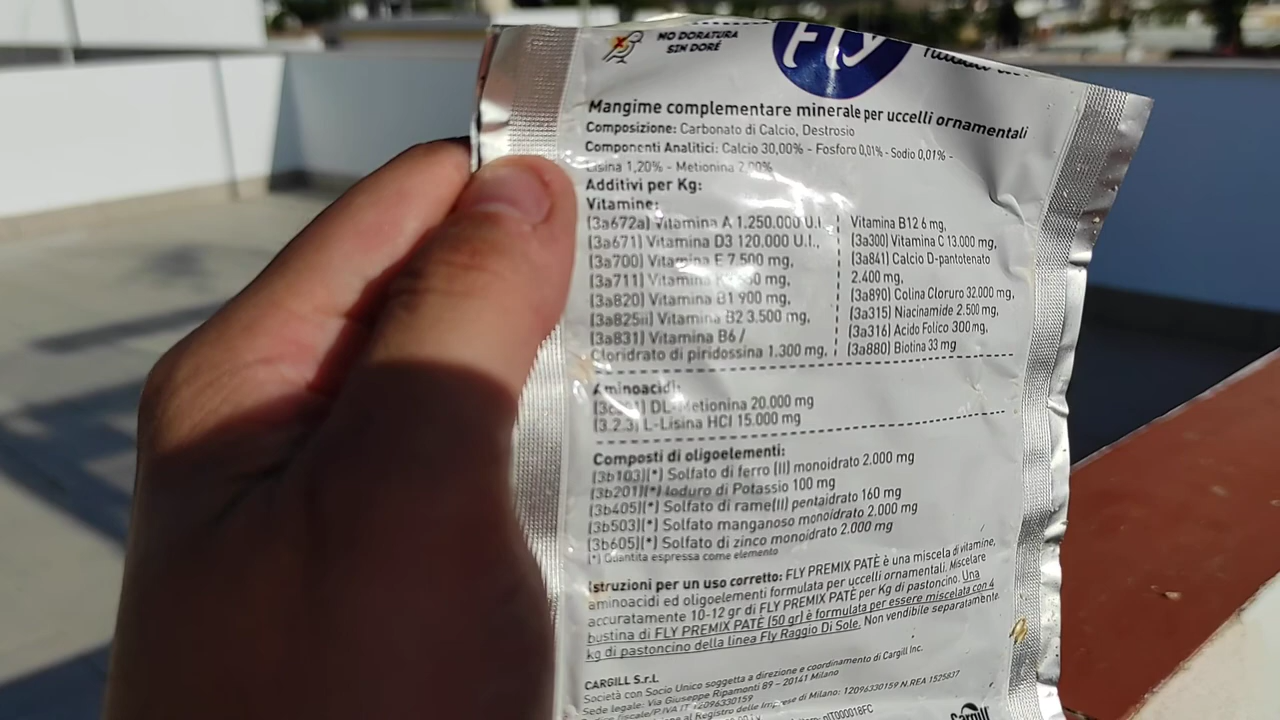 NO DORATURA
SIN DORÉ
Fly
Mangime complementare minerale per uccelli ornamentali
Composizione: Carbonato di Calcio, Destrosio
Componenti Analitici: Calcio 30,00% - Fosforo 0,01% - Sodio 0,01% -
Lisina 1,20% - Metionina 2,00%
Additivi per Kg:
Vitamine:
(3a672a) Vitamina A 1.250.000 U.I.,
(3a671) Vitamina D3 120.000 U.I.,
(3a700) Vitamina E 7.500 mg,
(3a711) Vitamina mg,
(3a820) Vitamina B1 900 mg,
(3a825ii) Vitamina B2 3.500 mg,
(3a831) Vitamina B6 /
Cloridrato di piridossina 1.300 mg,
Vitamina B12 6 mg,
(3a300) Vitamina C 13.000 mg,
(3a841) Calcio D-pantotenato
2.400 mg,
(3a890) Colina Cloruro 32.000 mg,
(3a315) Niacinamide 2.500 mg,
(3a316) Acido Folico 300 mg,
(3a880) Biotina 33 mg
Aminoacidi:
DL-Metionina 20.000 mg
(3.2.3) L-Lisina HCl 15.000 mg
Composti di oligoelementi:
(3b103)(*) Solfato di ferro (II) monoidrato 2.000 mg
(3b201)(*) Ioduro di Potassio 100 mg
(3b405)(*) Solfato di rame(II) pentaidrato 160 mg
(3b503)(*) Solfato manganoso monoidrato 2.000 mg
(3b605)(*) Solfato di zinco monoidrato 2.000 mg
(*) Quantita espressa come elemento
Istruzioni per un uso corretto: FLY PREMIX PATÈ è una miscela di vitamine,
aminoacidi ed oligoelementi formulata per uccelli ornamentali. Miscelare
accuratamente 10-12 gr di FLY PREMIX PATÈ per Kg di pastoncino. Una
bustina di FLY PREMIX PATÈ (50 gr) è formulata per essere miscelata con 4
kg di pastoncino della linea Fly Raggio Di Sole. Non vendibile separatamente.
CARGILL S.r.l.
Società con Socio Unico soggetta a direzione e coordinamento di Cargill Inc.
Sede legale: Via Giuseppe Ripamonti 89 – 20141 Milano
Codice fiscale/P.IVA IT 12096330159
al Registro delle Imprese di Milano: 12096330159 N.REA 1525837
αIT000018FC
Cargill